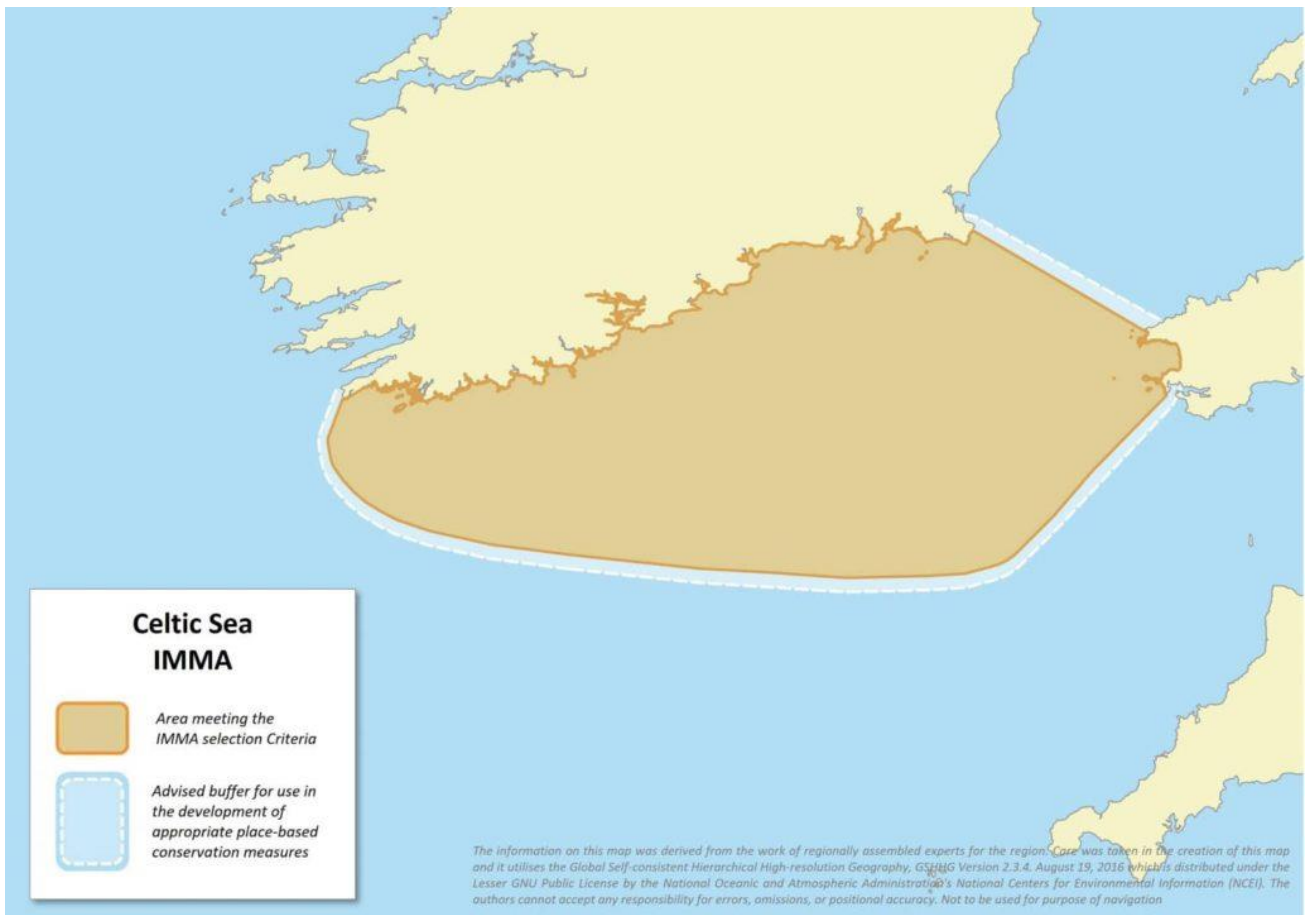 Celtic Sea
IMMA
Area meeting the
IMMA selection Criteria
Advised buffer for use in
the development of
appropriate place-based
conservation measures
The information on this map was derived from the work of regionally assembled experts for the region. Care was taken in the creation of this map
and it utilises the Global Self-consistent Hierarchical High-resolution Geography, GSHHG Version 2.3.4. August 19, 2016 which is distributed under the
Lesser GNU Public License by the National Oceanic and Atmospheric Administration's National Centers for Environmental Information (NCEI). The
authors cannot accept any responsibility for errors, omissions, or positional accuracy. Not to be used for purpose of navigation